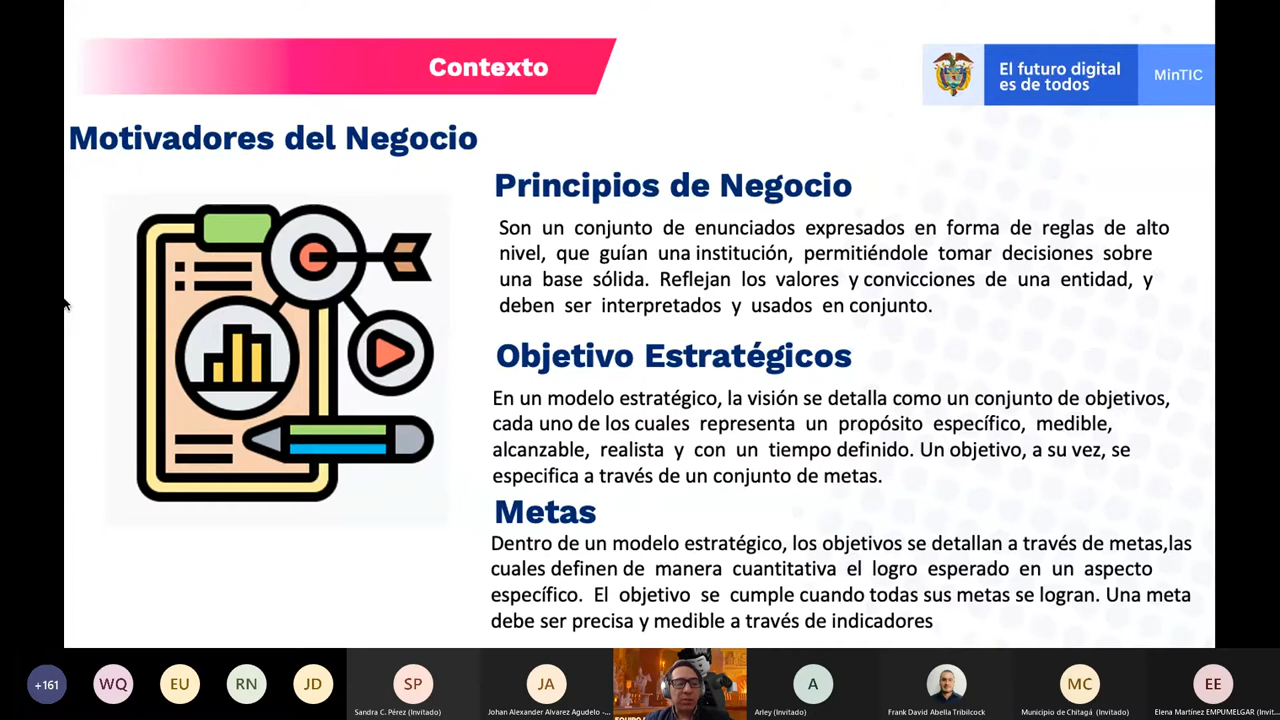 Contexto
El futuro digital
es de todos
MinTIC
Motivadores del Negocio
Principios de Negocio
Son un conjunto de enunciados expresados en forma de reglas de alto
nivel, que guían una institución, permitiéndole tomar decisiones sobre
una base sólida. Reflejan los valores y convicciones de una entidad, y
deben ser interpretados y usados en conjunto.
Objetivo Estratégicos
En un modelo estratégico, la visión se detalla como un conjunto de objetivos,
cada uno de los cuales representa un propósito específico, medible,
alcanzable, realista y con un tiempo definido. Un objetivo, a su vez, se
especifica a través de un conjunto de metas.
Metas
Dentro de un modelo estratégico, los objetivos se detallan a través de metas,las
cuales definen de manera cuantitativa el logro esperado en un aspecto
específico. El objetivo se cumple cuando todas sus metas se logran. Una meta
debe ser precisa y medible a través de indicadores
+161
WQ
EU
RN
JD
SP
JA
A
MC
EE
Sandra C. Pérez (Invitado)
Johan Alexander Alvarez Agudelo -...
Arley (Invitado)
Frank David Abella Tribilcock
Municipio de Chitagá (Invitado)
Elena Martínez EMPUMELGAR (Invit...